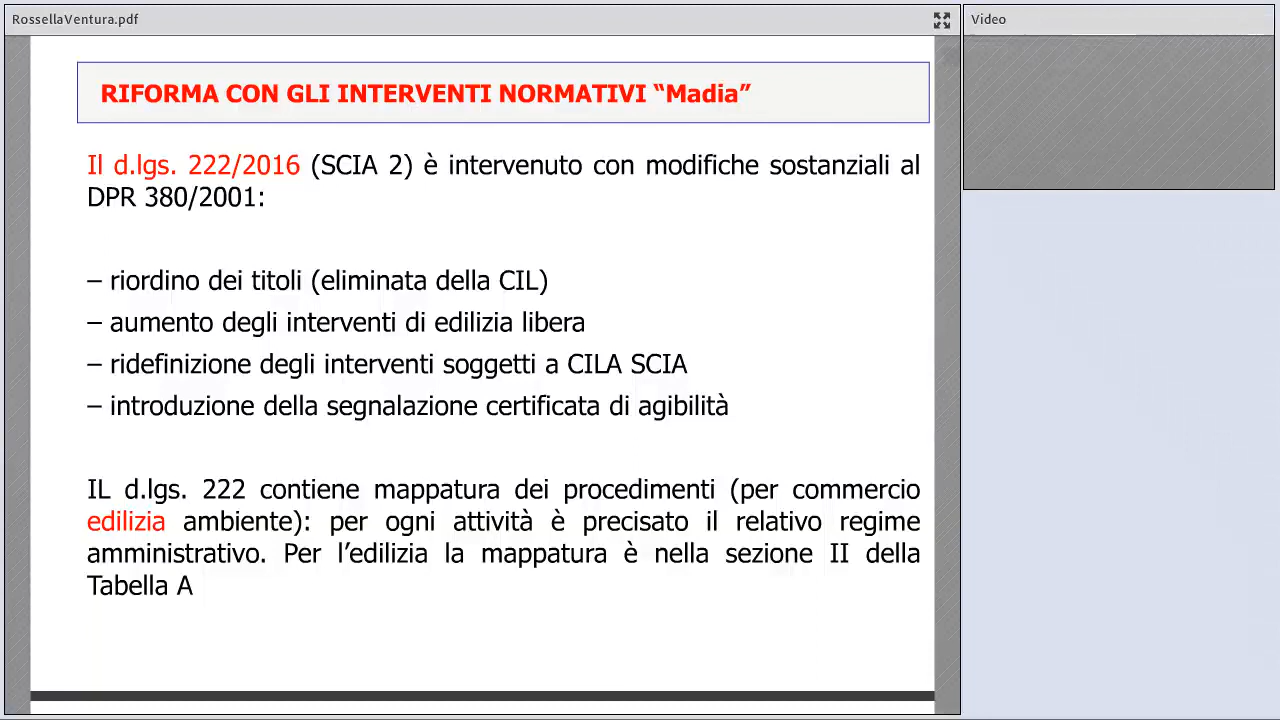 RossellaVentura.pdf
Video
RIFORMA CON GLI INTERVENTI NORMATIVI “Madia”
Il d.lgs. 222/2016 (SCIA 2) è intervenuto con modifiche sostanziali al
DPR 380/2001:
– riordino dei titoli (eliminata della CIL)
– aumento degli interventi di edilizia libera
– ridefinizione degli interventi soggetti a CILA SCIA
– introduzione della segnalazione certificata di agibilità
IL d.lgs. 222 contiene mappatura dei procedimenti (per commercio
edilizia ambiente): per ogni attività è precisato il relativo regime
amministrativo. Per l’edilizia la mappatura è nella sezione II della
Tabella A